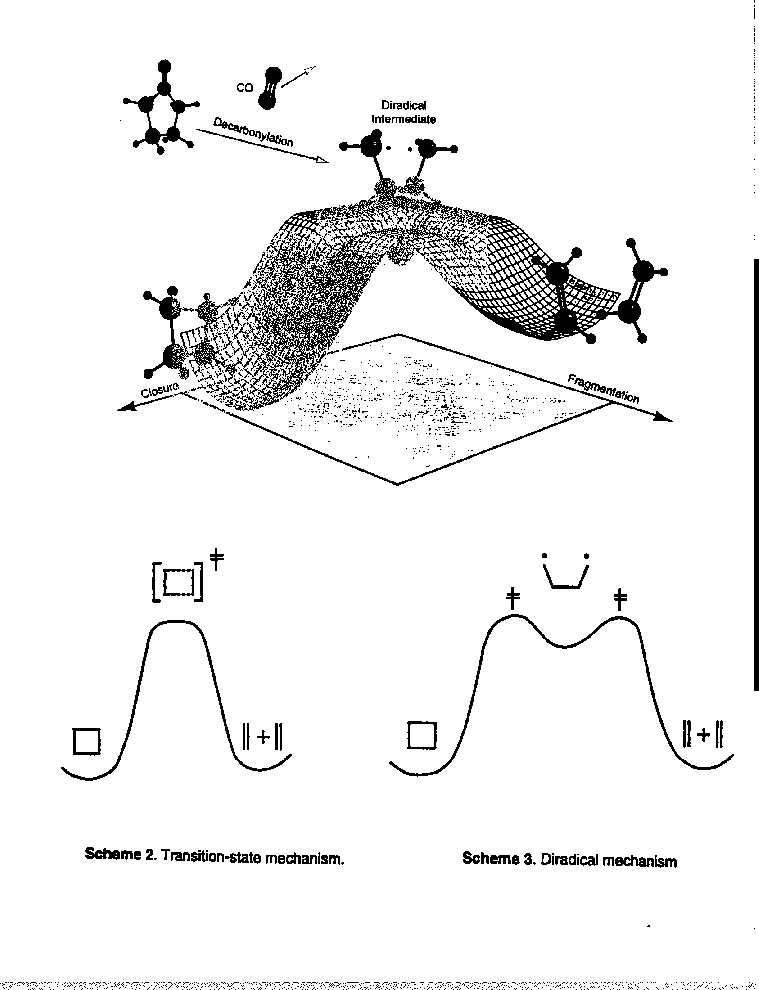 CO
Diradical
Intermediate
Decarbonylation
Closure
Fragmentation
Scheme 2. Transition-state mechanism.
Scheme 3. Diradical mechanism